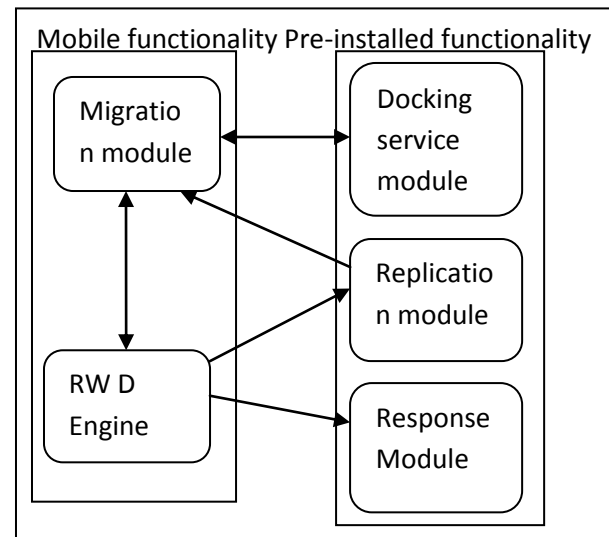 Mobile functionality Pre-installed functionality
Migratio
n module
Docking
service
module
Replicatio
n module
RW D
Engine
Response
Module